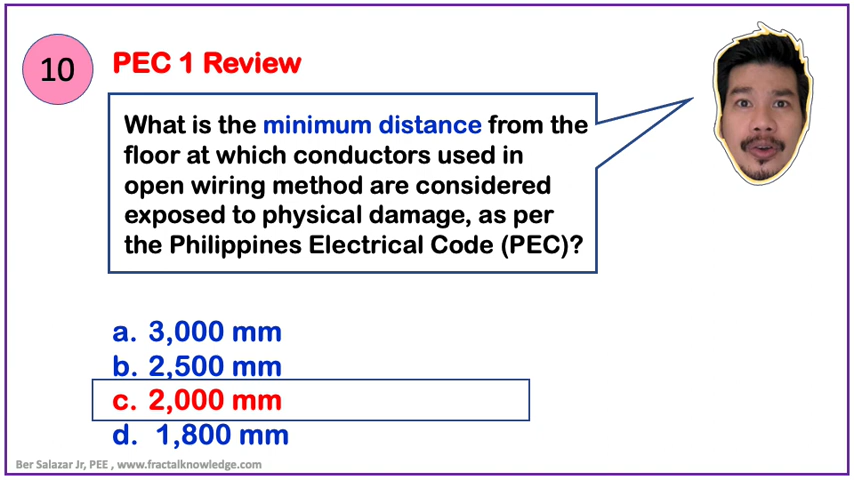 10
PEC 1 Review
What is the minimum distance from the
floor at which conductors used in
open wiring method are considered
exposed to physical damage, as per
the Philippines Electrical Code (PEC)?
a. 3,000 mm
b. 2,500 mm
c. 2,000 mm
d. 1,800 mm
Ber Salazar Jr, PEE , www.fractalknowledge.com